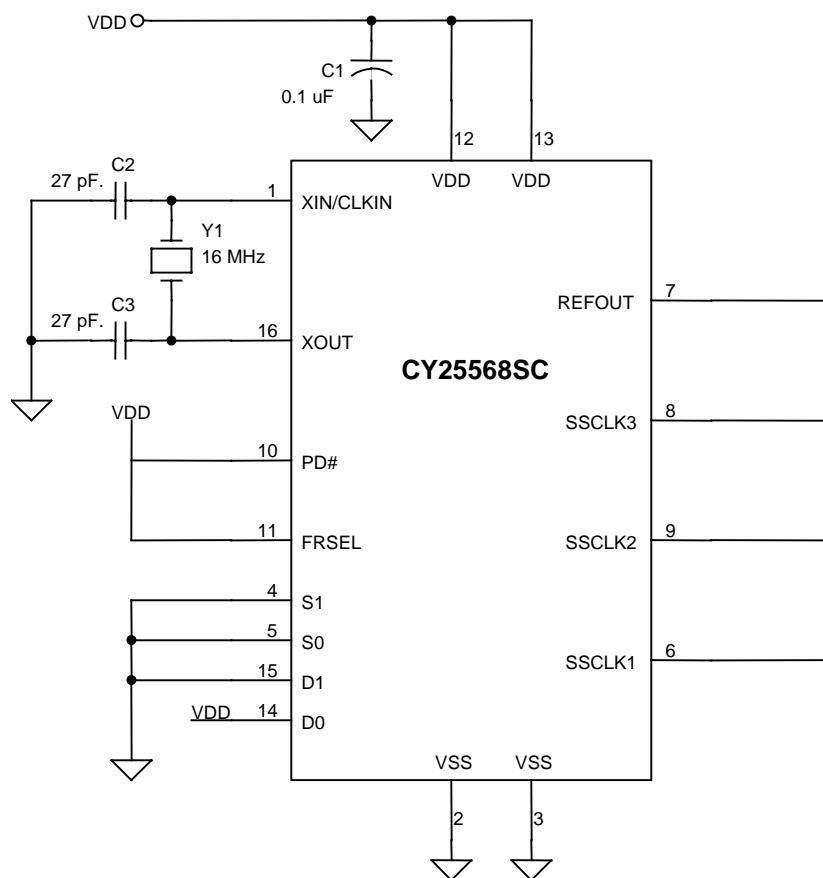 VDD
C1
0.1 uF
12
13
VDD
VDD
C2
27 pF.
1
XIN/CLKIN
Y1
16 MHz
7
REFOUT
C3
27 pF.
16
XOUT
CY25568SC
VDD
8
SSCLK3
10
PD#
11
FRSEL
9
SSCLK2
4
S1
5
S0
15
D1
6
SSCLK1
VDD
14
D0
VSS
VSS
2
3